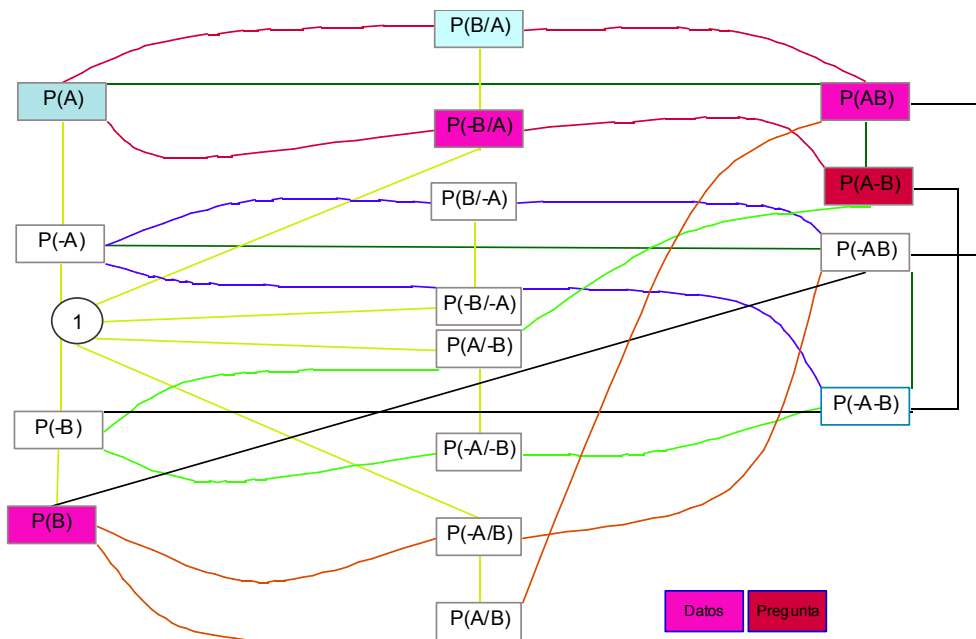 P(B/A)
P(A)
P(AB)
P(-B/A)
P(A-B)
P(B/-A)
P(-A)
P(-AB)
P(-B/-A)
1
P(A/-B)
P(-A-B)
P(-B)
P(-A/-B)
P(B)
P(-A/B)
P(A/B)
Datos
Pregunta